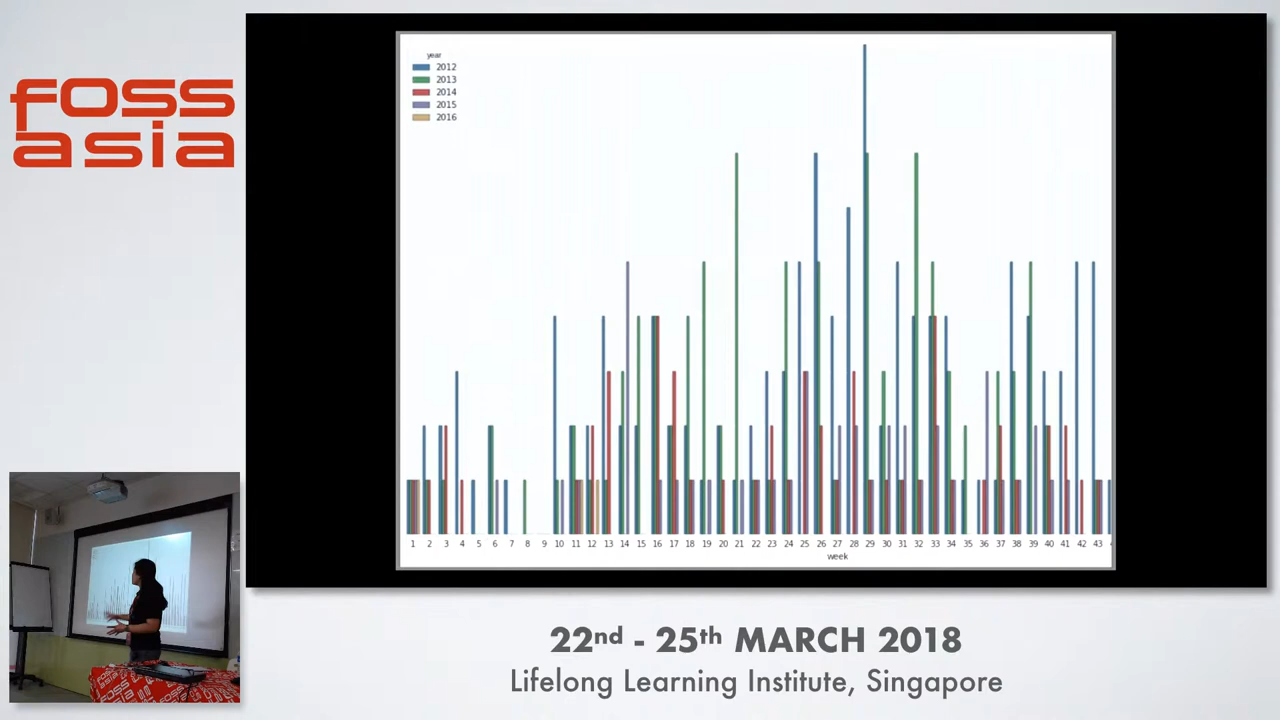 foss
asia
year
2012
2013
2014
2015
2016
1 2 3 4 5 6 7 8 9 10 11 12 13 14 15 16 17 18 19 20 21 22 23 24 25 26 27 28 29 30 31 32 33 34 35 36 37 38 39 40 41 42 43
week
22nd - 25th MARCH 2018
Lifelong Learning Institute, Singapore